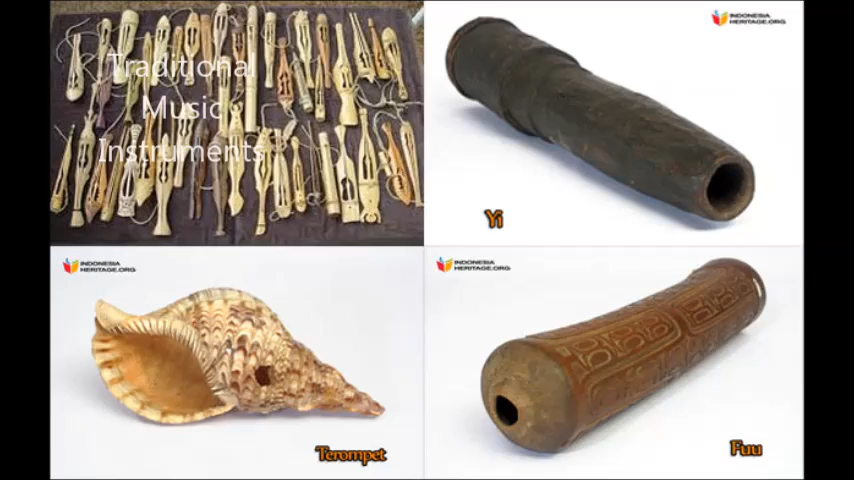 Traditional
Music
Instruments
INDONESIA
HERITAGE.ORG
Yi
INDONESIA
HERITAGE.ORG
Terompet
INDONESIA
HERITAGE.ORG
Fuu